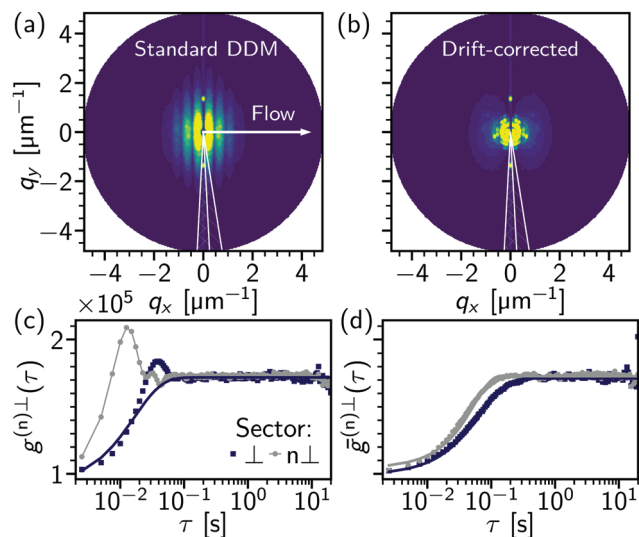 (a) (b)
Standard DDM Drift-corrected
Flow
q_y [μm⁻¹]
4
2
0
−
−4
−4 −2 0 2 4 −4 −2 0 2 4
×10⁵ q_x [μm⁻¹] q_x [μm⁻¹]
(c) (d)
g⁽ⁿ⁾⊥(τ) ḡ⁽ⁿ⁾⊥(τ)
2
1
Sector:
⊥ n⊥
10⁻² 10⁻¹ 10⁰ 10¹ 10⁻² 10⁻¹ 10⁰ 10¹
τ [s] τ [s]